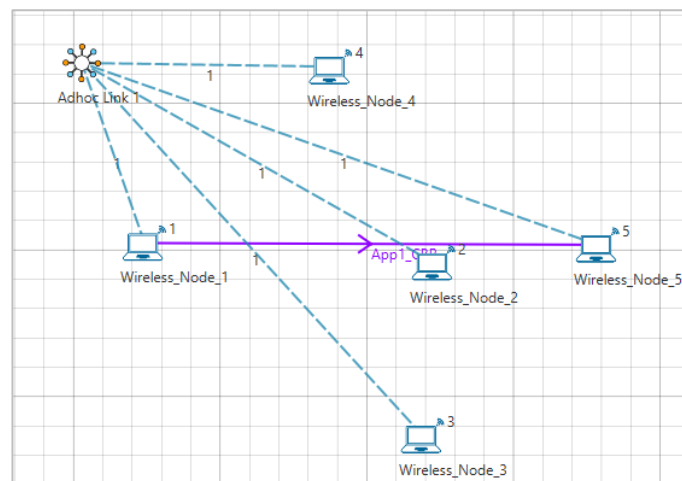 4
1
Wireless_Node_4
Adhoc Link 1
1
1
1
1
5
App1_CBR
2
Wireless_Node_1
1
Wireless_Node_5
Wireless_Node_2
3
Wireless_Node_3